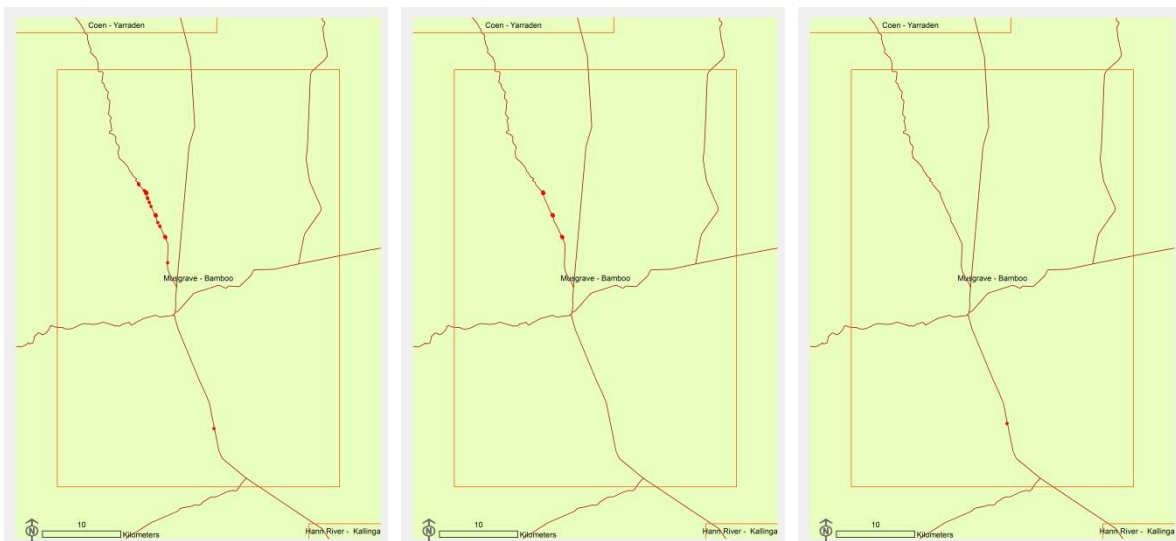 Coen - Yarraden
Musgrave - Bamboo
10
N
Kilometers
Hann River - Kallinga
Coen - Yarraden
Musgrave - Bamboo
10
N
Kilometers
Hann River - Kallinga
Coen - Yarraden
Musgrave - Bamboo
10
N
Kilometers
Hann River - Kallinga